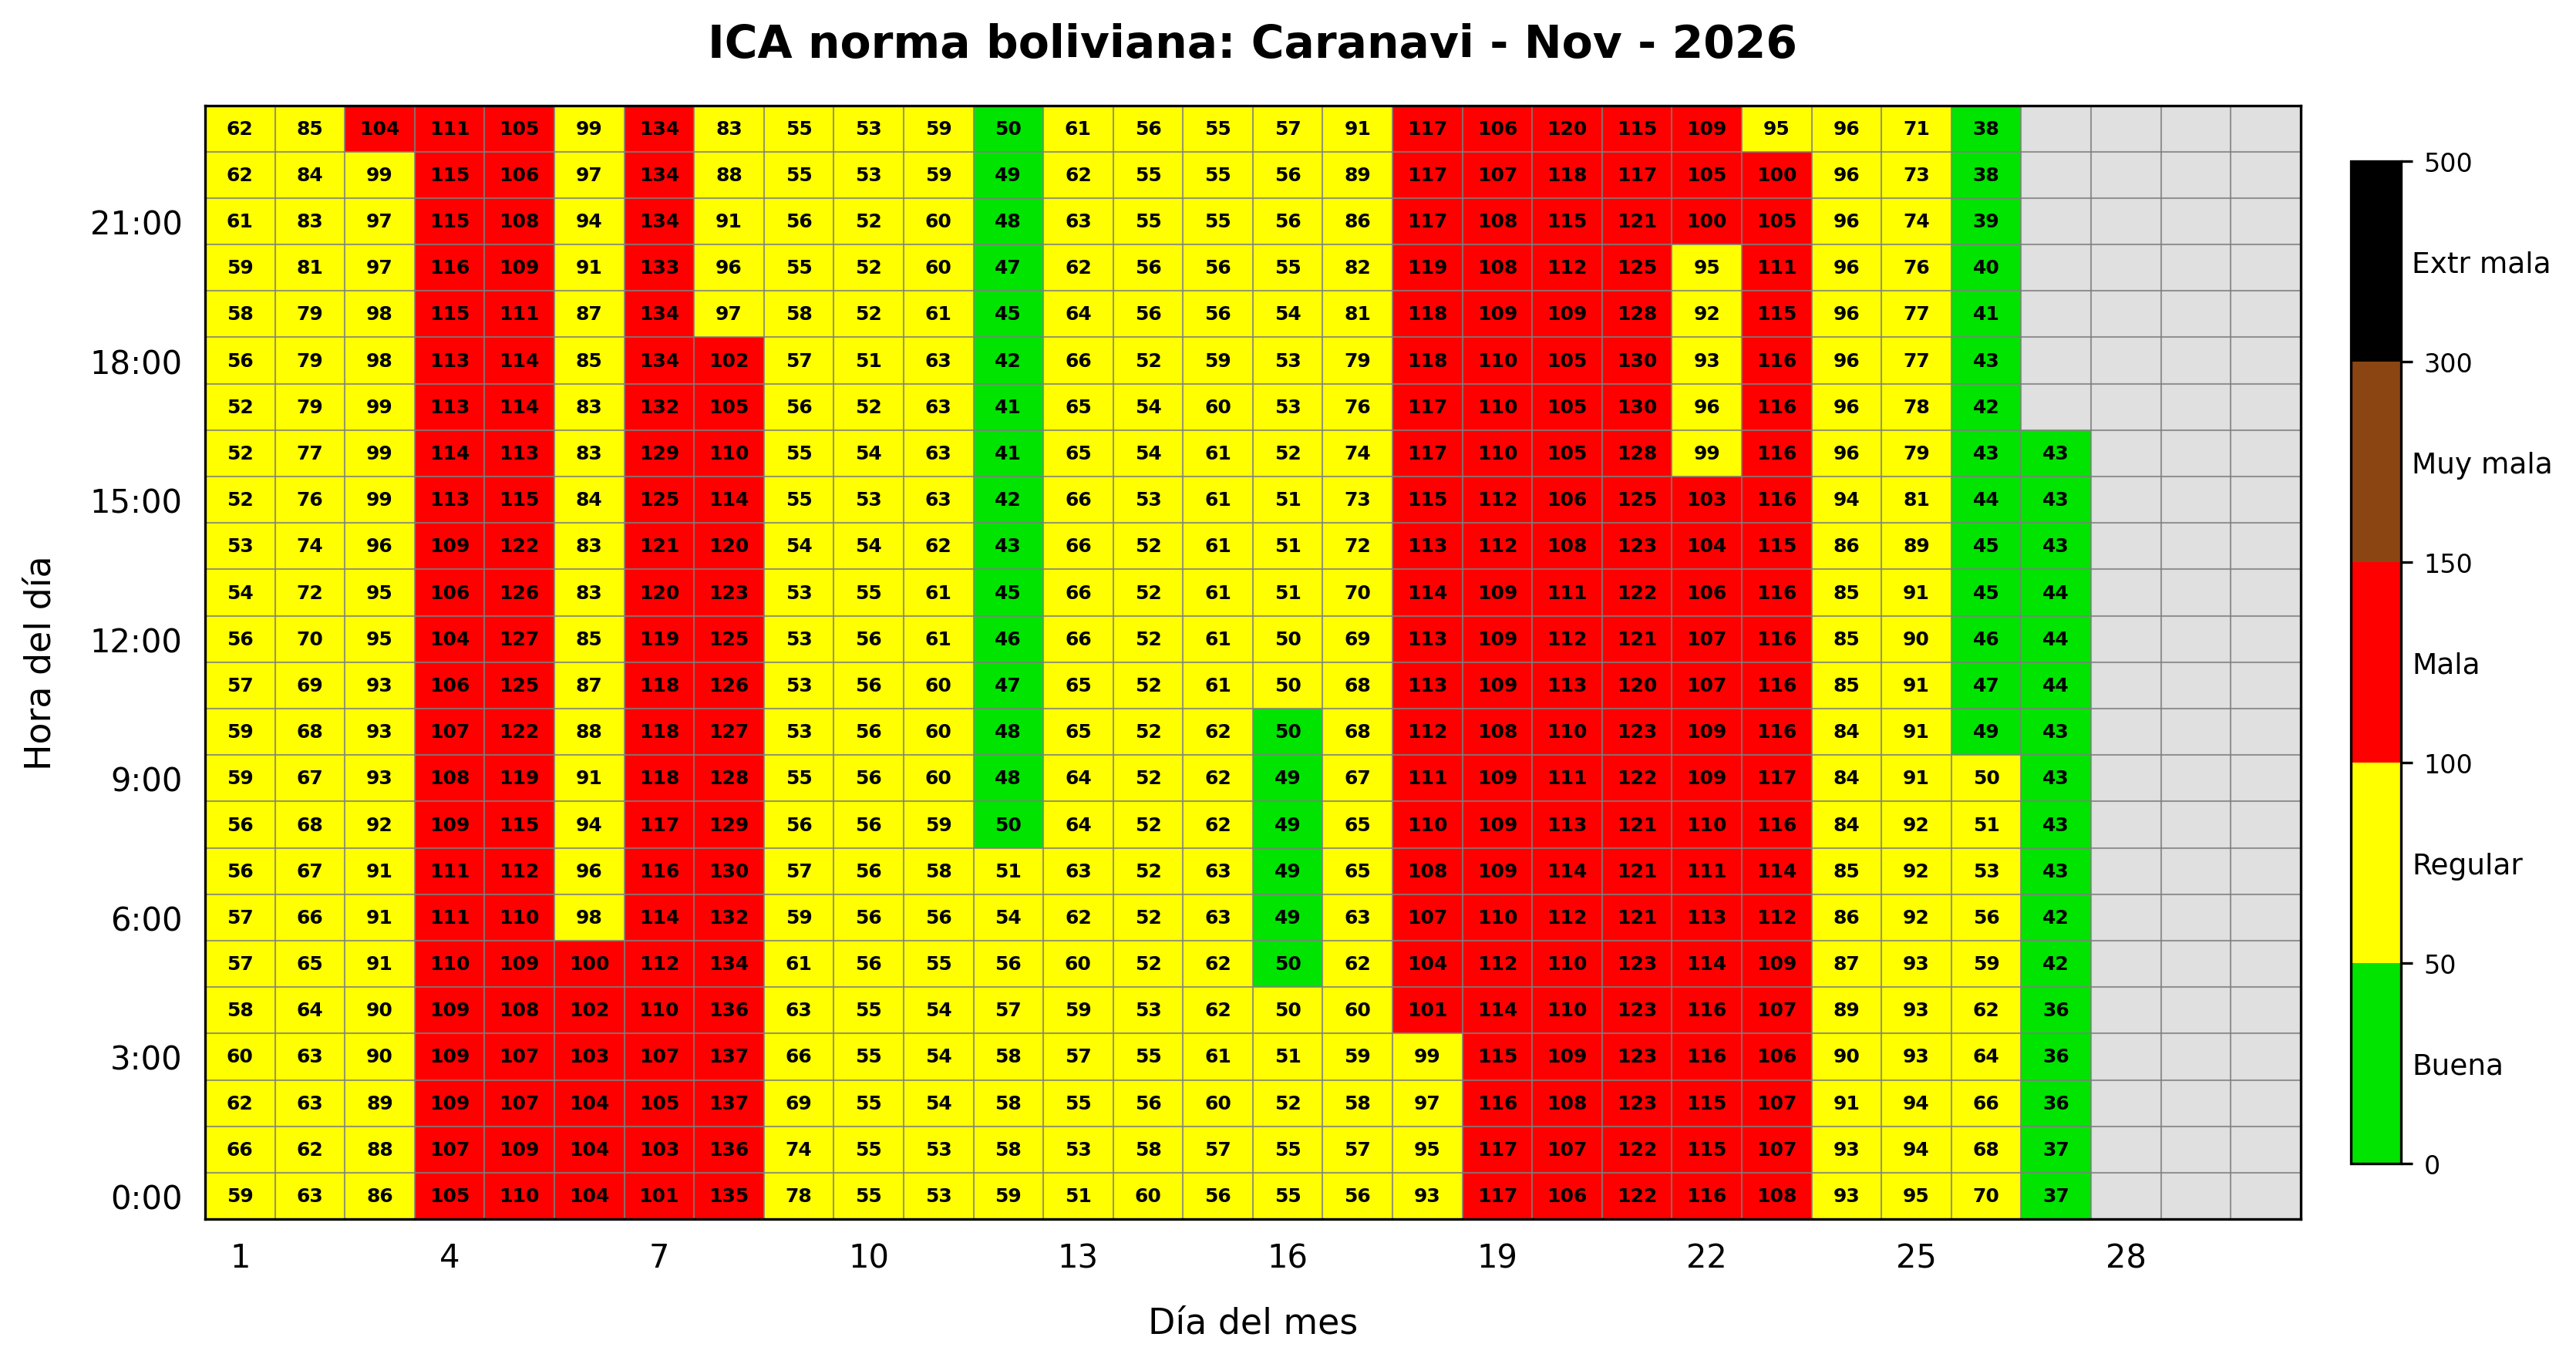 ICA norma boliviana: Caranavi - Nov - 2026
62 85 104 111 105 99 134 83 55 53 59 50 61 56 55 57 91 117 106 120 115 109 95 96 71 38
62 84 99 115 106 97 134 88 55 53 59 49 62 55 55 56 89 117 107 118 117 105 100 96 73 38
21:00 61 83 97 115 108 94 134 91 56 52 60 48 63 55 55 56 86 117 108 115 121 100 105 96 74 39
59 81 97 116 109 91 133 96 55 52 60 47 62 56 56 55 82 119 108 112 125 95 111 96 76 40
58 79 98 115 111 87 134 97 58 52 61 45 64 56 56 54 81 118 109 109 128 92 115 96 77 41
18:00 56 79 98 113 114 85 134 102 57 51 63 42 66 52 59 53 79 118 110 105 130 93 116 96 77 43
52 79 99 113 114 83 132 105 56 52 63 41 65 54 60 53 76 117 110 105 130 96 116 96 78 42
52 77 99 114 113 83 129 110 55 54 63 41 65 54 61 52 74 117 110 105 128 99 116 96 79 43 43
15:00 52 76 99 113 115 84 125 114 55 53 63 42 66 53 61 51 73 115 112 106 125 103 116 94 81 44 43
53 74 96 109 122 83 121 120 54 54 62 43 66 52 61 51 72 113 112 108 123 104 115 86 89 45 43
54 72 95 106 126 83 120 123 53 55 61 45 66 52 61 51 70 114 109 111 122 106 116 85 91 45 44
12:00 56 70 95 104 127 85 119 125 53 56 61 46 66 52 61 50 69 113 109 112 121 107 116 85 90 46 44
57 69 93 106 125 87 118 126 53 56 60 47 65 52 61 50 68 113 109 113 120 107 116 85 91 47 44
59 68 93 107 122 88 118 127 53 56 60 48 65 52 62 50 68 112 108 110 123 109 116 84 91 49 43
9:00 59 67 93 108 119 91 118 128 55 56 60 48 64 52 62 49 67 111 109 111 122 109 117 84 91 50 43
56 68 92 109 115 94 117 129 56 56 59 50 64 52 62 49 65 110 109 113 121 110 116 84 92 51 43
56 67 91 111 112 96 116 130 57 56 58 51 63 52 63 49 65 108 109 114 121 111 114 85 92 53 43
6:00 57 66 91 111 110 98 114 132 59 56 56 54 62 52 63 49 63 107 110 112 121 113 112 86 92 56 42
57 65 91 110 109 100 112 134 61 56 55 56 60 52 62 50 62 104 112 110 123 114 109 87 93 59 42
58 64 90 109 108 102 110 136 63 55 54 57 59 53 62 50 60 101 114 110 123 116 107 89 93 62 36
3:00 60 63 90 109 107 103 107 137 66 55 54 58 57 55 61 51 59 99 115 109 123 116 106 90 93 64 36
62 63 89 109 107 104 105 137 69 55 54 58 55 56 60 52 58 97 116 108 123 115 107 91 94 66 36
66 62 88 107 109 104 103 136 74 55 53 58 53 58 57 55 57 95 117 107 122 115 107 93 94 68 37
0:00 59 63 86 105 110 104 101 135 78 55 53 59 51 60 56 55 56 93 117 106 122 116 108 93 95 70 37
1 4 7 10 13 16 19 22 25 28
Día del mes
Hora del día
500
Extr mala
300
Muy mala
150
Mala
100
Regular
50
Buena
0